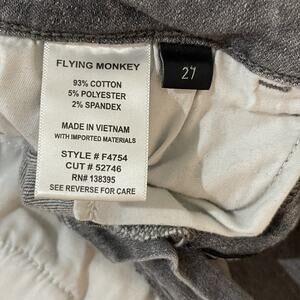 FLYING MONKEY
93% COTTON
5% POLYESTER
2% SPANDEX
MADE IN VIETNAM
WITH IMPORTED MATERIALS
STYLE # F4754
CUT # 52746
RN# 138395
SEE REVERSE FOR CARE
27